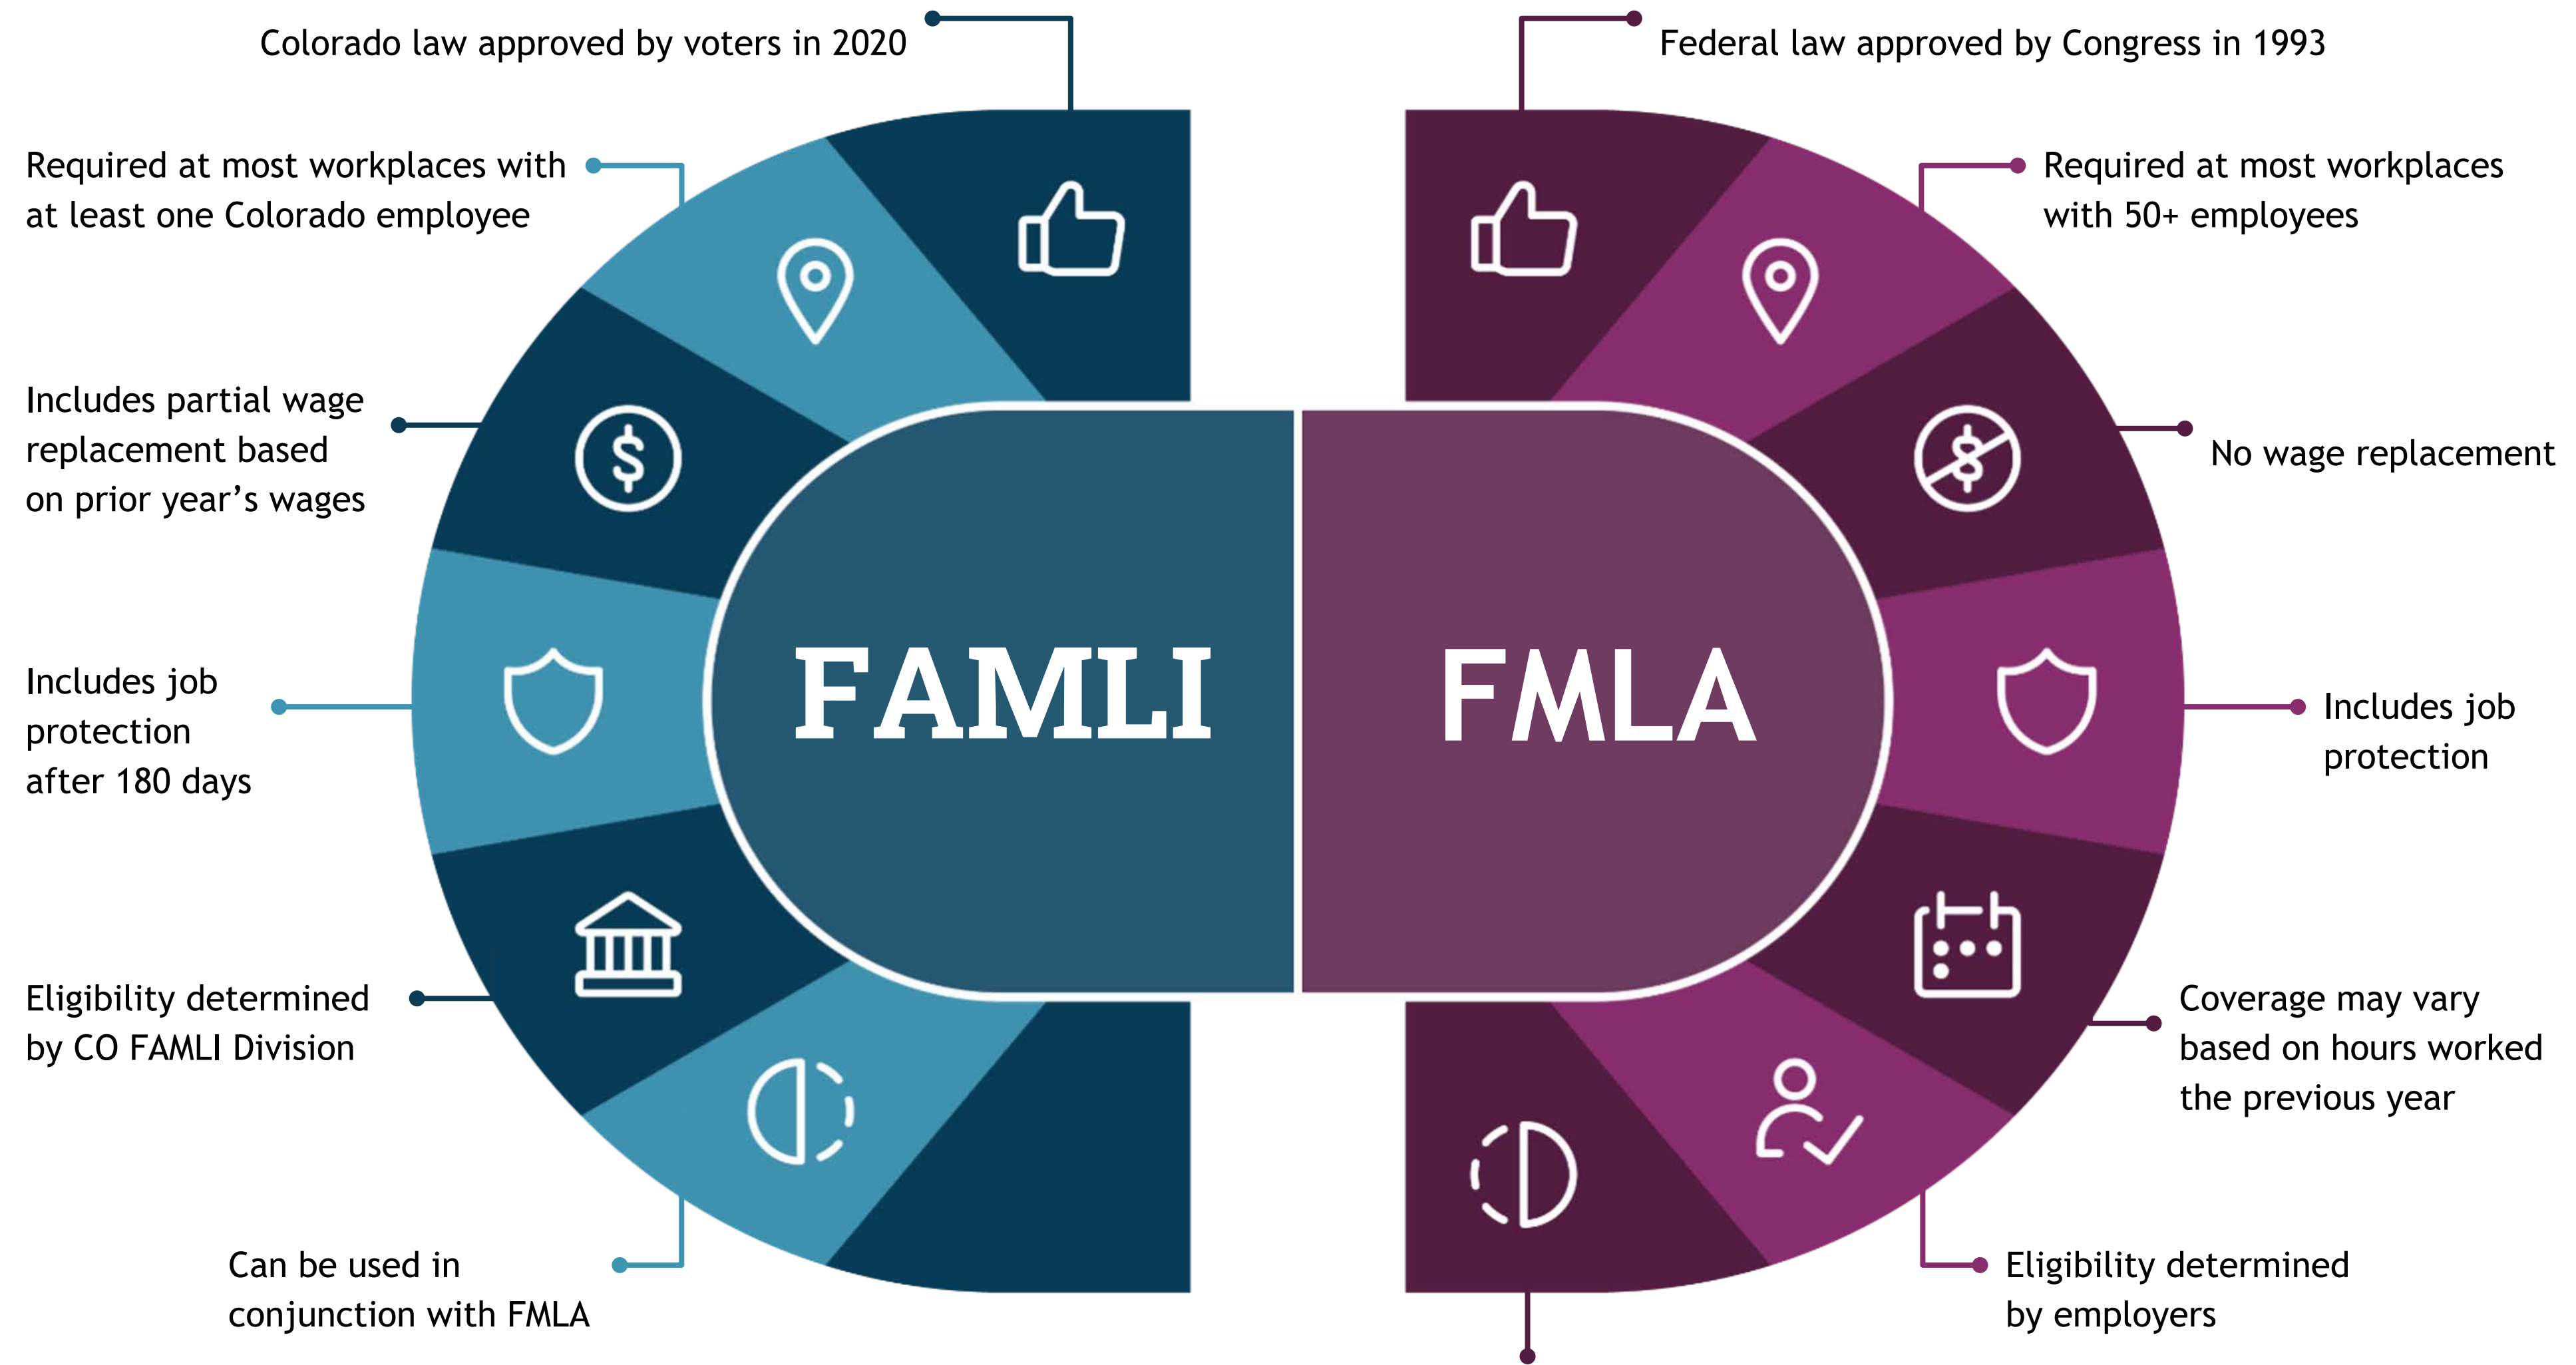 Colorado law approved by voters in 2020
Required at most workplaces with
at least one Colorado employee
Includes partial wage
replacement based
on prior year’s wages
Includes job
protection
after 180 days
Eligibility determined
by CO FAMLI Division
Can be used in
conjunction with FMLA
FAMLI
FMLA
Federal law approved by Congress in 1993
Required at most workplaces
with 50+ employees
No wage replacement
Includes job
protection
Coverage may vary
based on hours worked
the previous year
Eligibility determined
by employers